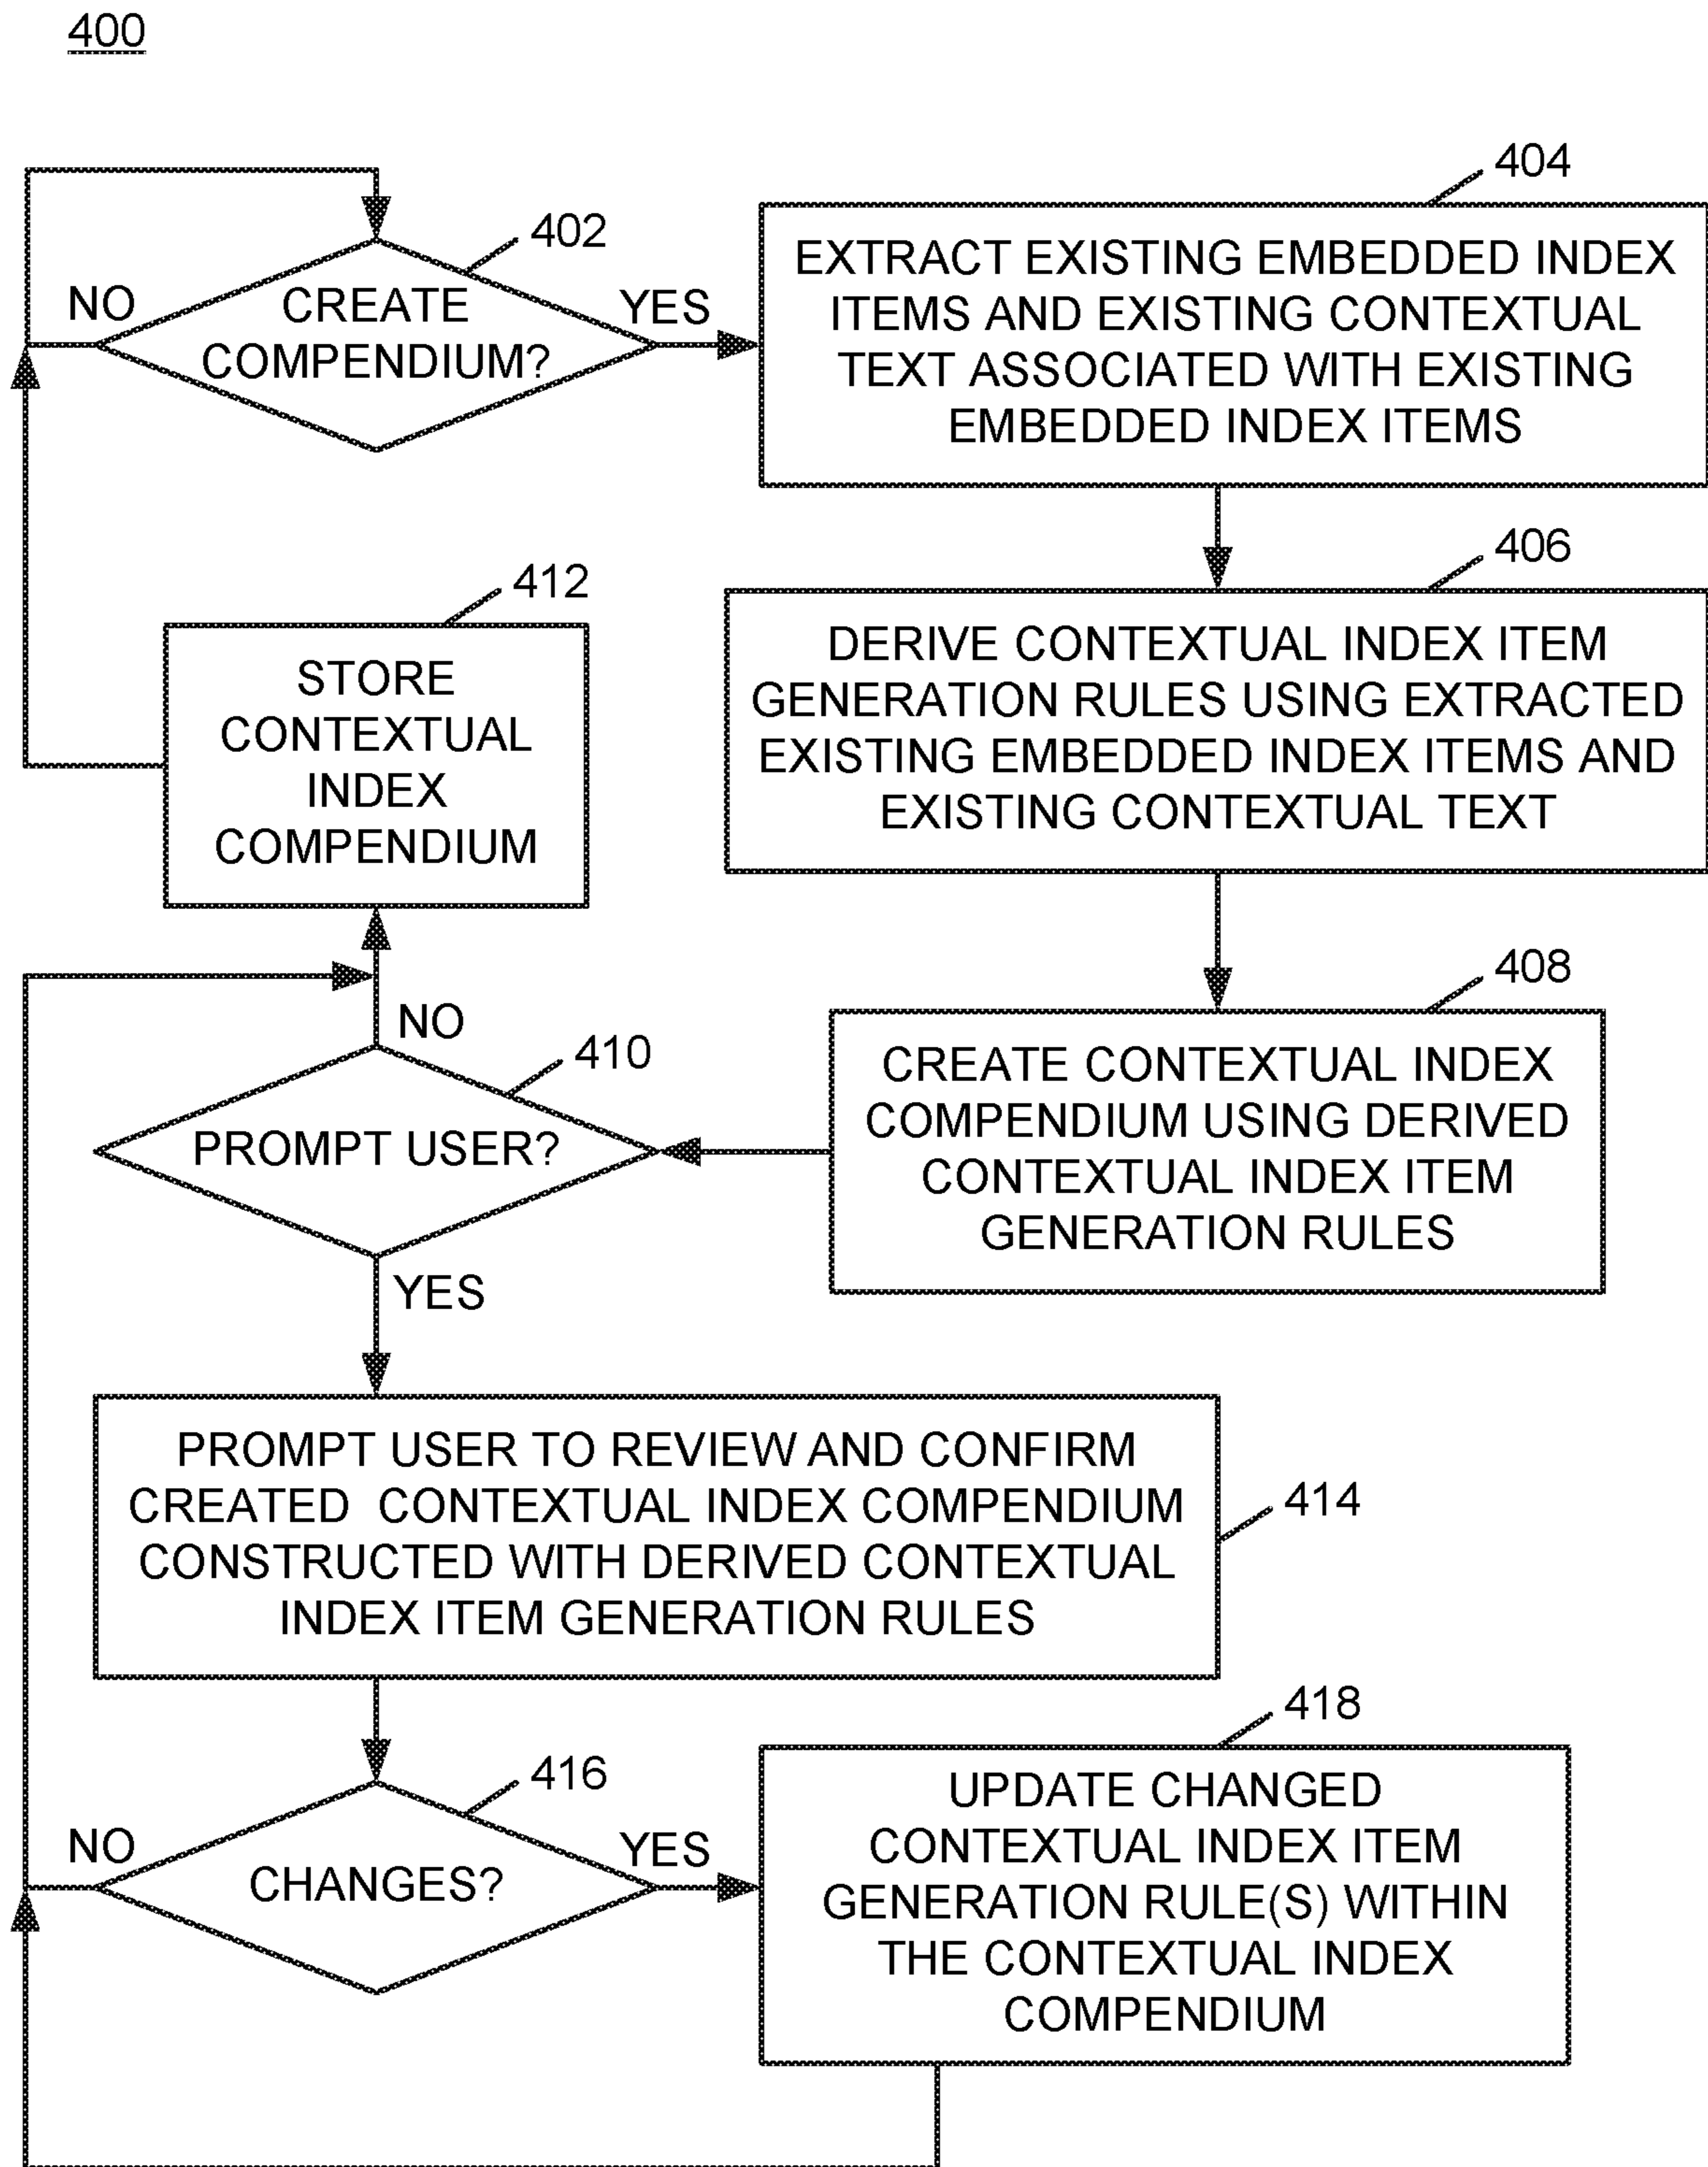 400
402
CREATE
COMPENDIUM?
NO
YES
404
EXTRACT EXISTING EMBEDDED INDEX
ITEMS AND EXISTING CONTEXTUAL
TEXT ASSOCIATED WITH EXISTING
EMBEDDED INDEX ITEMS
406
DERIVE CONTEXTUAL INDEX ITEM
GENERATION RULES USING EXTRACTED
EXISTING EMBEDDED INDEX ITEMS AND
EXISTING CONTEXTUAL TEXT
408
CREATE CONTEXTUAL INDEX
COMPENDIUM USING DERIVED
CONTEXTUAL INDEX ITEM
GENERATION RULES
410
PROMPT USER?
NO
YES
412
STORE
CONTEXTUAL
INDEX
COMPENDIUM
414
PROMPT USER TO REVIEW AND CONFIRM
CREATED CONTEXTUAL INDEX COMPENDIUM
CONSTRUCTED WITH DERIVED CONTEXTUAL
INDEX ITEM GENERATION RULES
416
CHANGES?
NO
YES
418
UPDATE CHANGED
CONTEXTUAL INDEX ITEM
GENERATION RULE(S) WITHIN
THE CONTEXTUAL INDEX
COMPENDIUM